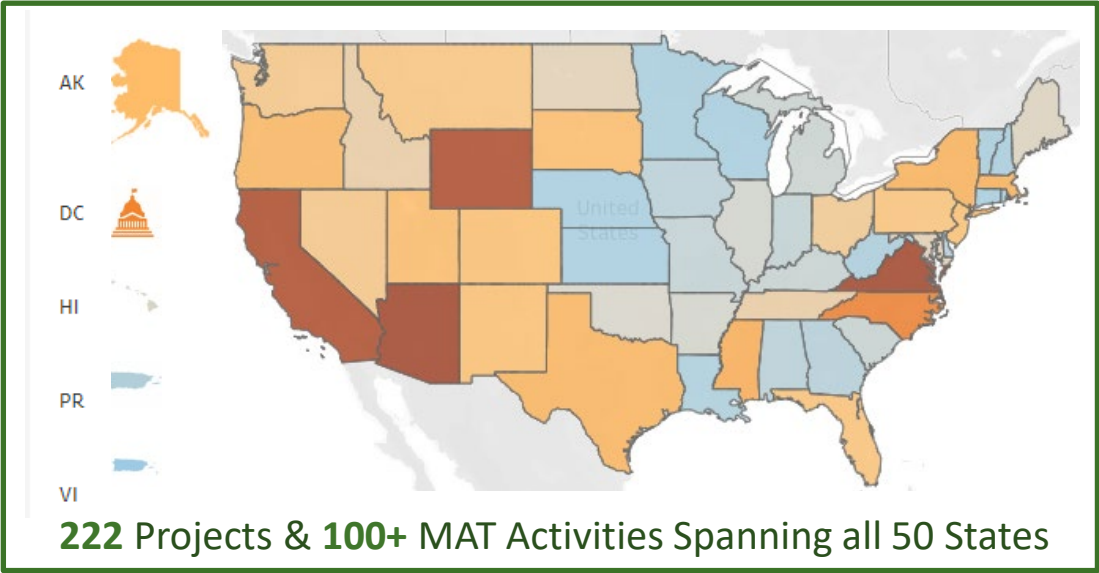 AK
DC
HI
PR
VI
United
States
222 Projects & 100+ MAT Activities Spanning all 50 States